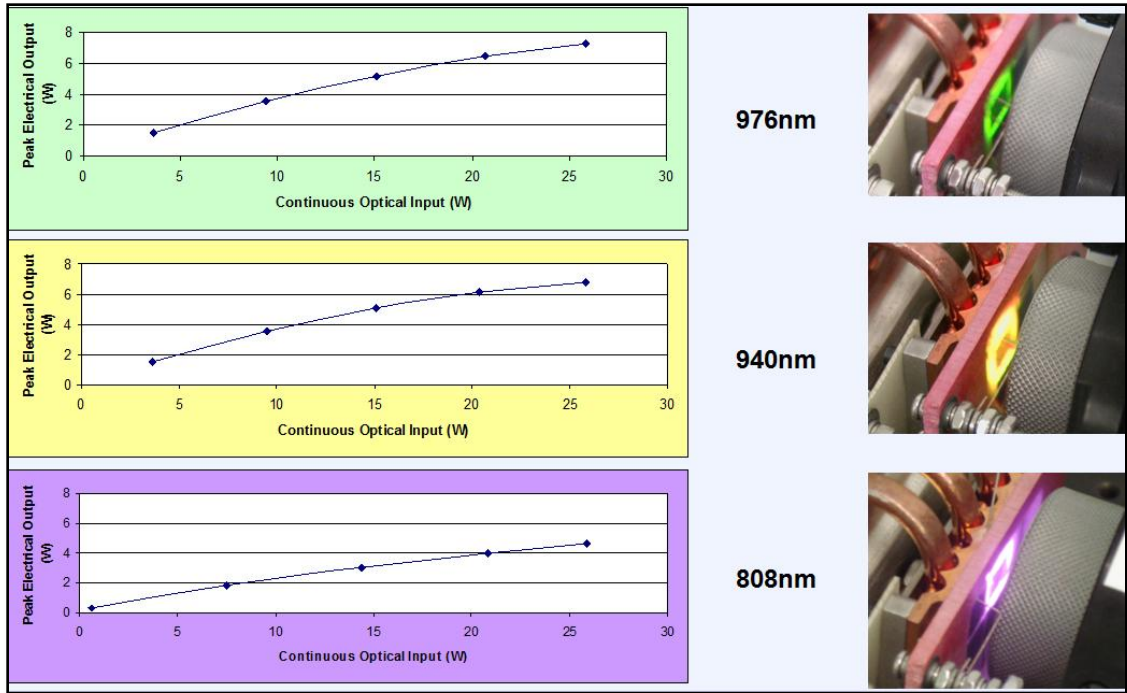 Peak Electrical Output
(W)
8
6
4
2
0
0 5 10 15 20 25 30
Continuous Optical Input (W)
976nm
Peak Electrical Output
(W)
8
6
4
2
0
0 5 10 15 20 25 30
Continuous Optical Input (W)
940nm
Peak Electrical Output
(W)
8
6
4
2
0
0 5 10 15 20 25 30
Continuous Optical Input (W)
808nm